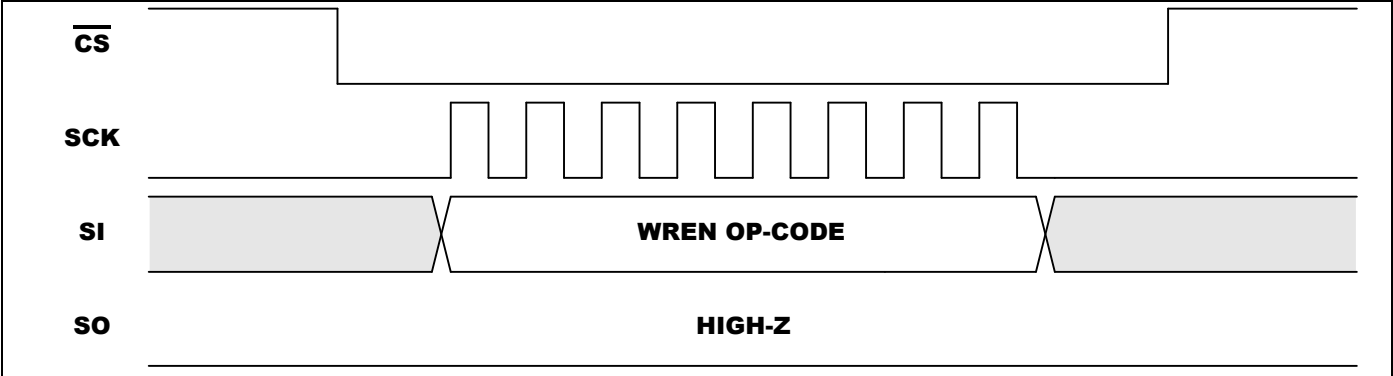 CS
SCK
SI
WREN OP-CODE
SO
HIGH-Z